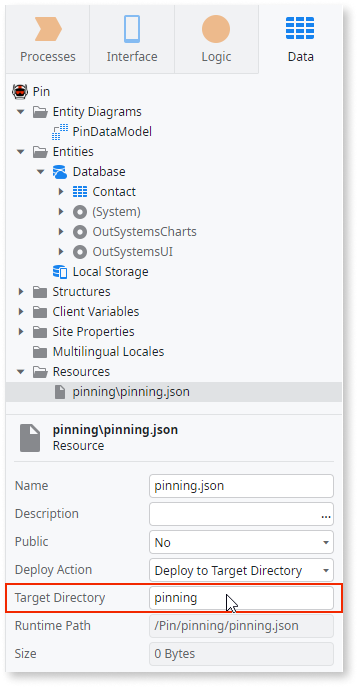 Processes Interface Logic Data
Pin
Entity Diagrams
PinDataModel
Entities
Database
Contact
(System)
OutSystemsCharts
OutSystemsUI
Local Storage
Structures
Client Variables
Site Properties
Multilingual Locales
Resources
pinning\pinning.json
pinning\pinning.json
Resource
Name pinning.json
Description ...
Public No
Deploy Action Deploy to Target Directory
Target Directory pinning
Runtime Path /Pin/pinning/pinning.json
Size 0 Bytes